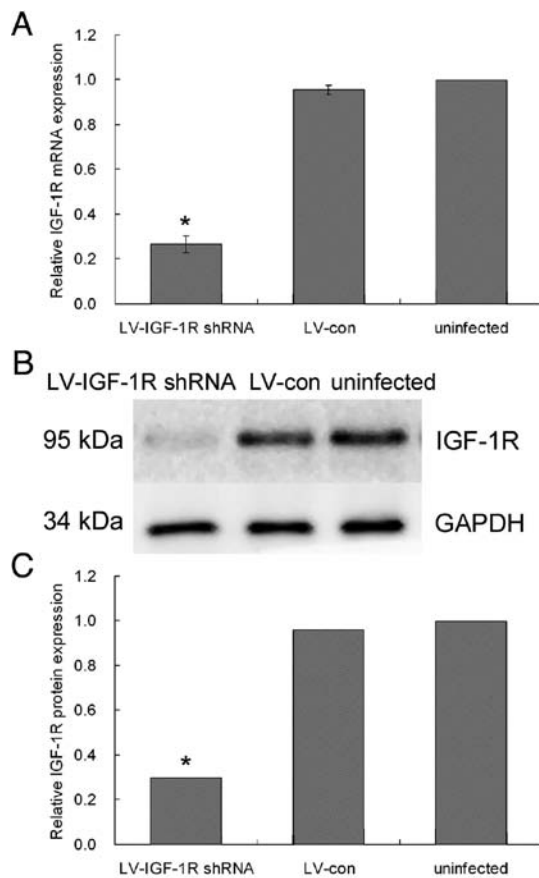 A
Relative IGF-1R mRNA expression
1.2
1.0
0.8
0.6
0.4
0.2
0.0
*
LV-IGF-1R shRNA LV-con uninfected
B
LV-IGF-1R shRNA LV-con uninfected
95 kDa IGF-1R
34 kDa GAPDH
C
Relative IGF-1R protein expression
1.2
1.0
0.8
0.6
0.4
0.2
0.0
*
LV-IGF-1R shRNA LV-con uninfected